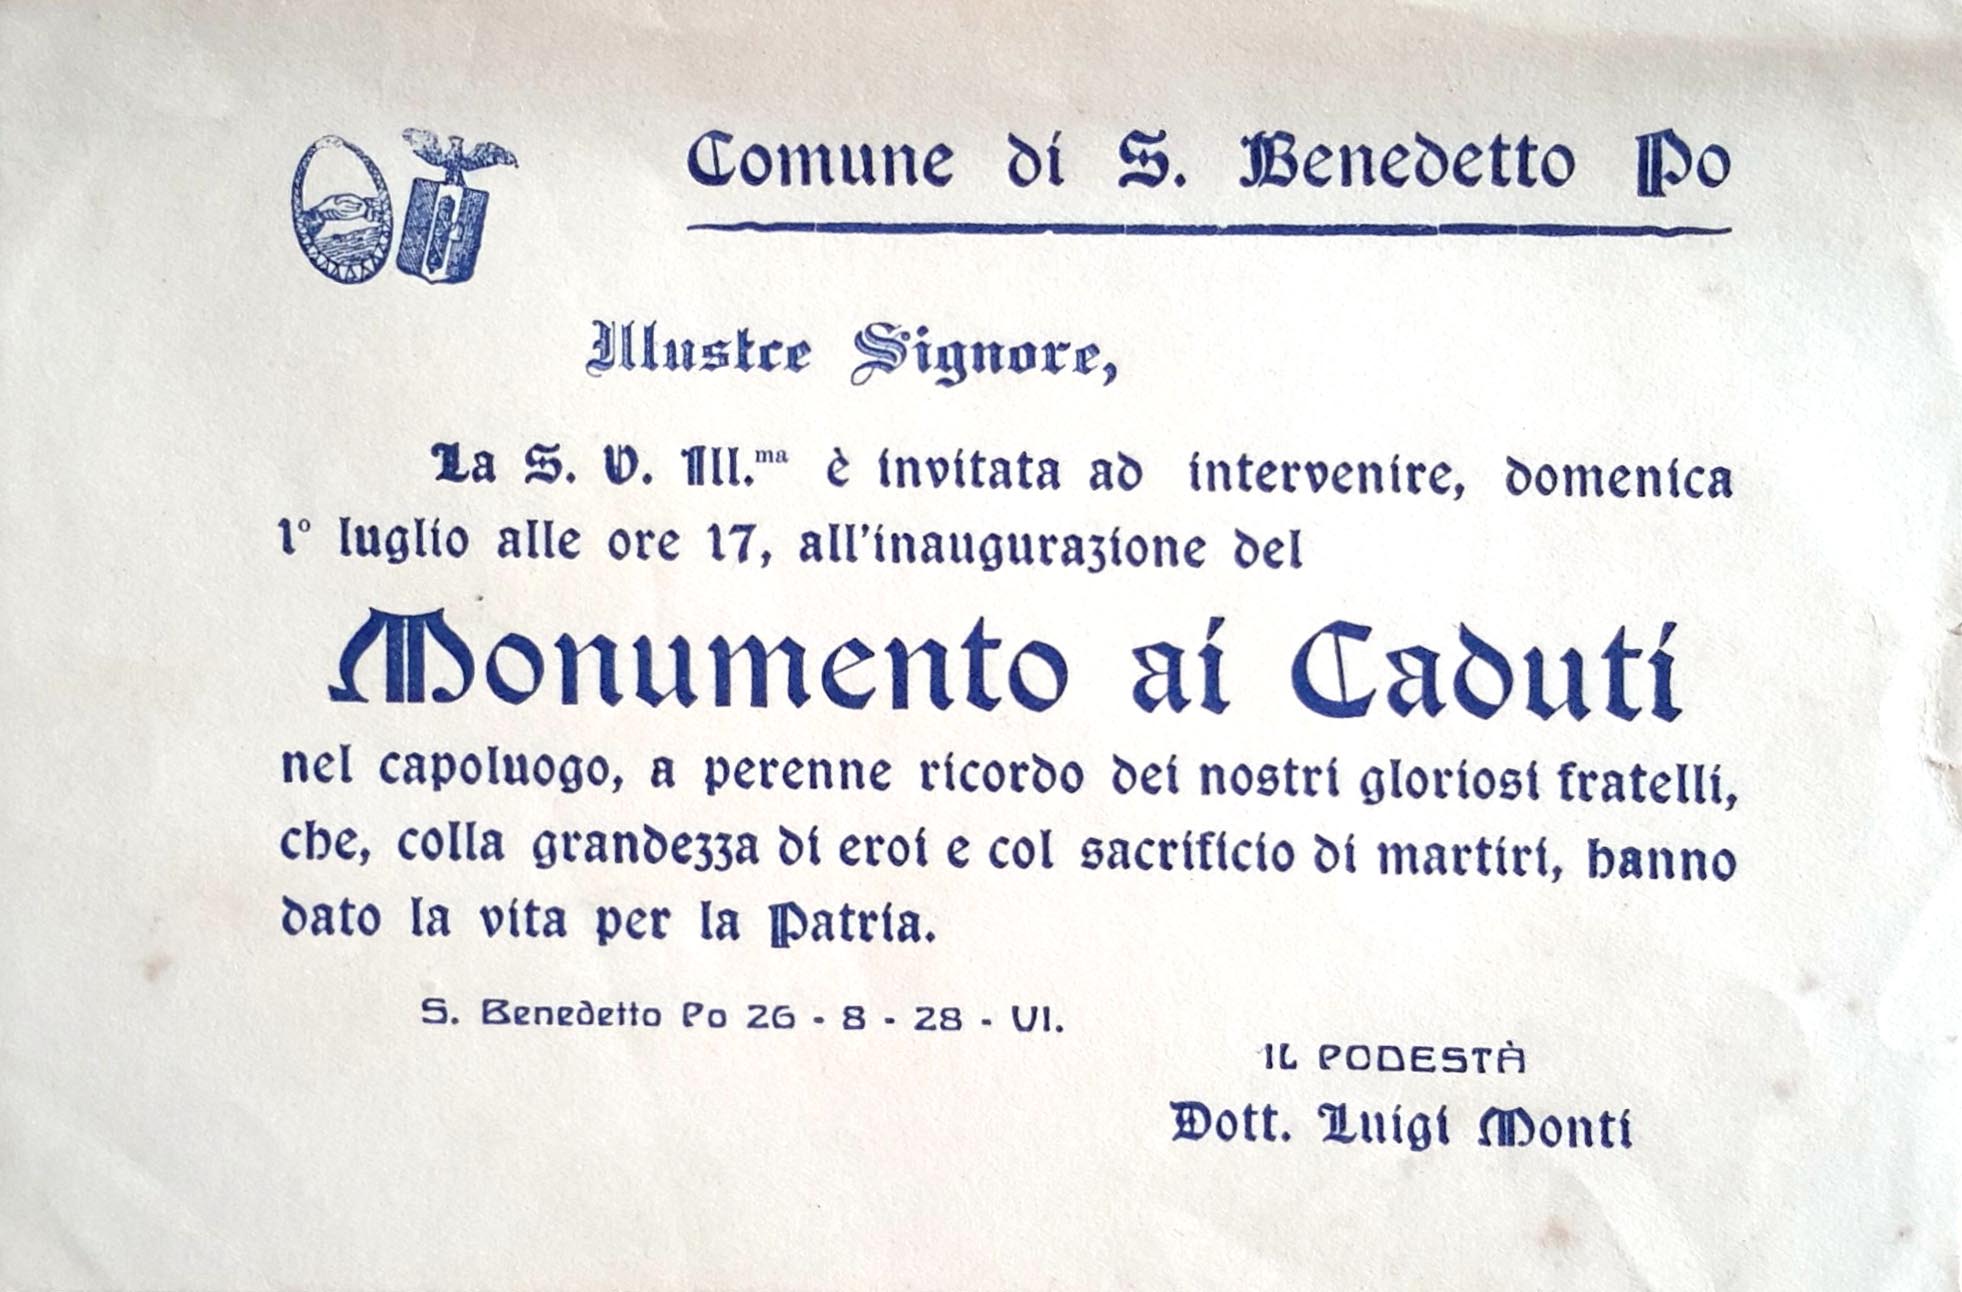 Comune di S. Benedetto Po
Illustre Signore,
La S. V. Ill.ma è invitata ad intervenire, domenica
1° luglio alle ore 17, all'inaugurazione del
Monumento ai Caduti
nel capoluogo, a perenne ricordo dei nostri gloriosi fratelli,
che, colla grandezza di eroi e col sacrificio di martiri, hanno
dato la vita per la Patria.
S. Benedetto Po 26 - 8 - 28 - VI.
IL PODESTÀ
Dott. Luigi Monti